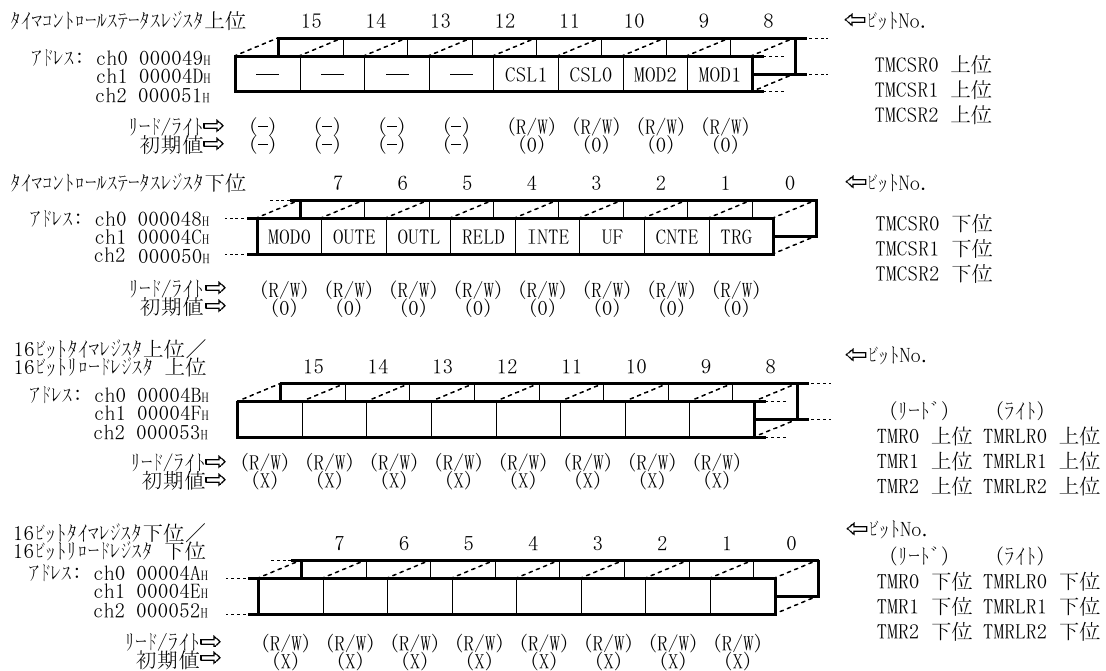 タイマコントロールステータスレジスタ上位 15 14 13 12 11 10 9 8 ⇦ビットNo.
アドレス: ch0 000049H
ch1 00004DH
ch2 000051H
— — — — CSL1 CSL0 MOD2 MOD1
TMCSR0 上位
TMCSR1 上位
TMCSR2 上位
リード/ライト⇨ (-) (-) (-) (-) (R/W) (R/W) (R/W) (R/W)
初期値⇨ (-) (-) (-) (-) (0) (0) (0) (0)
タイマコントロールステータスレジスタ下位 7 6 5 4 3 2 1 0 ⇦ビットNo.
アドレス: ch0 000048H
ch1 00004CH
ch2 000050H
MOD0 OUTE OUTL RELD INTE UF CNTE TRG
TMCSR0 下位
TMCSR1 下位
TMCSR2 下位
リード/ライト⇨ (R/W) (R/W) (R/W) (R/W) (R/W) (R/W) (R/W) (R/W)
初期値⇨ (0) (0) (0) (0) (0) (0) (0) (0)
16ビットタイマレジスタ上位/
16ビットリロードレジスタ 上位 15 14 13 12 11 10 9 8 ⇦ビットNo.
アドレス: ch0 00004BH
ch1 00004FH
ch2 000053H
(リード) (ライト)
TMR0 上位 TMRLR0 上位
TMR1 上位 TMRLR1 上位
TMR2 上位 TMRLR2 上位
リード/ライト⇨ (R/W) (R/W) (R/W) (R/W) (R/W) (R/W) (R/W) (R/W)
初期値⇨ (X) (X) (X) (X) (X) (X) (X) (X)
16ビットタイマレジスタ下位/
16ビットリロードレジスタ 下位 7 6 5 4 3 2 1 0 ⇦ビットNo.
アドレス: ch0 00004AH
ch1 00004EH
ch2 000052H
(リード) (ライト)
TMR0 下位 TMRLR0 下位
TMR1 下位 TMRLR1 下位
TMR2 下位 TMRLR2 下位
リード/ライト⇨ (R/W) (R/W) (R/W) (R/W) (R/W) (R/W) (R/W) (R/W)
初期値⇨ (X) (X) (X) (X) (X) (X) (X) (X)